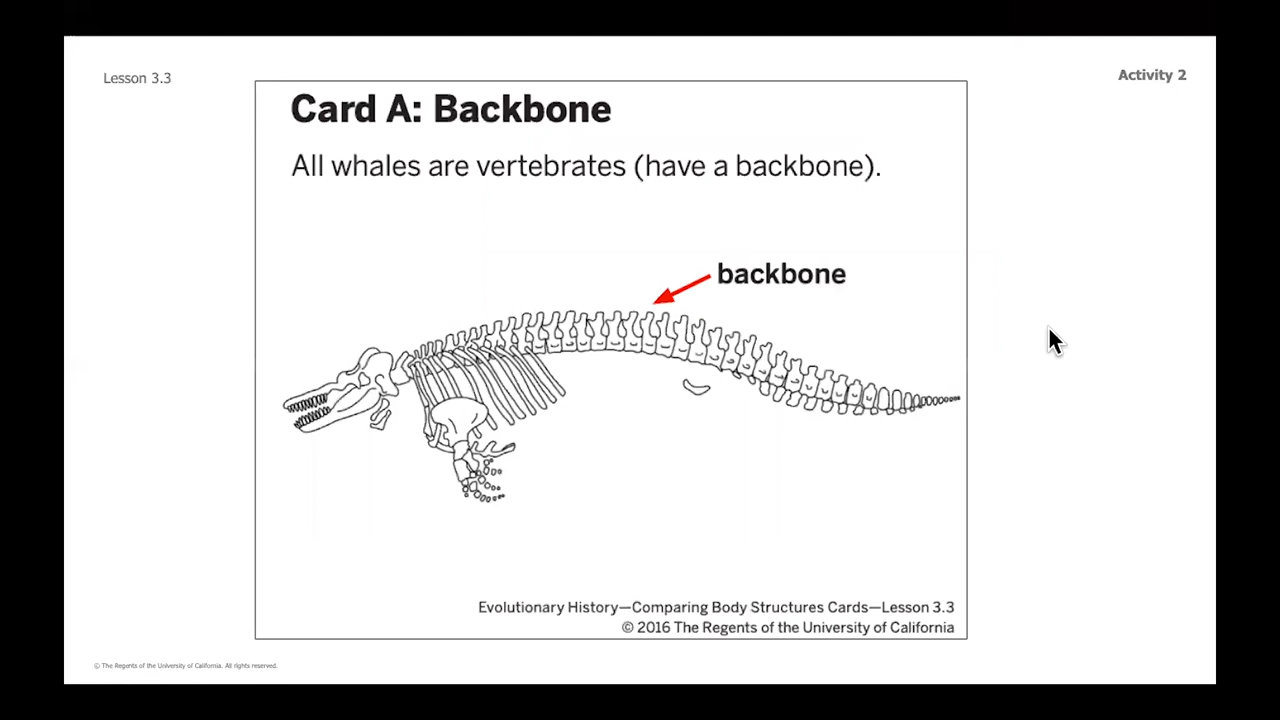 Lesson 3.3
Activity 2
Card A: Backbone
All whales are vertebrates (have a backbone).
backbone
Evolutionary History—Comparing Body Structures Cards—Lesson 3.3
© 2016 The Regents of the University of California
© The Regents of the University of California. All rights reserved.